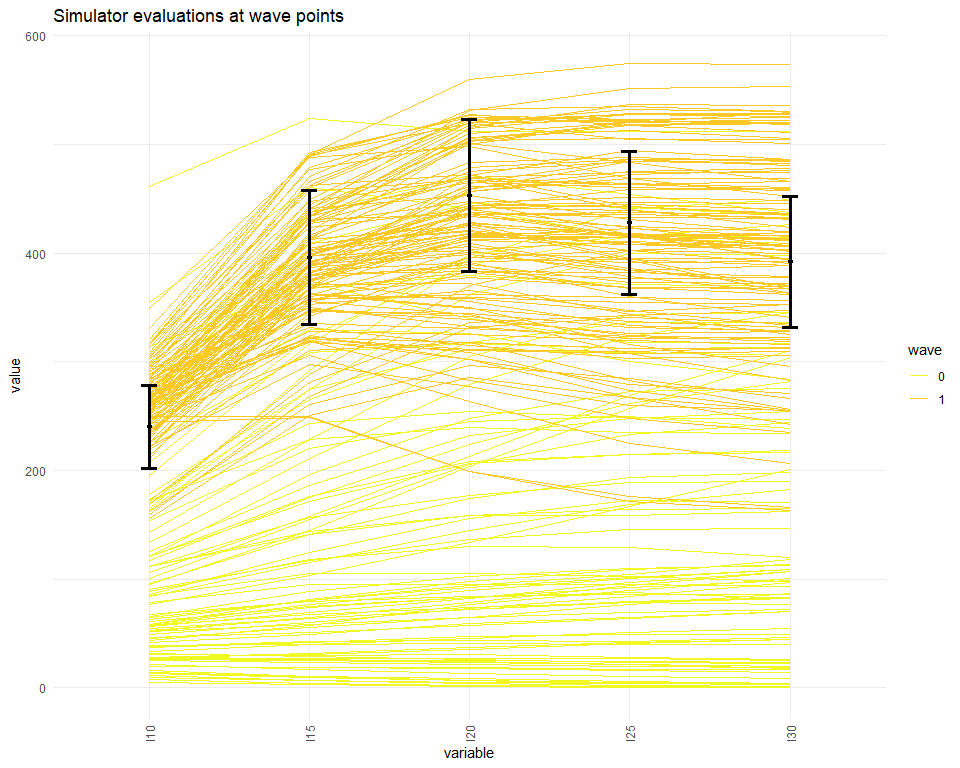 Simulator evaluations at wave points
600
400
200
0
value
I10
I15
I20
I25
I30
variable
wave
0
1